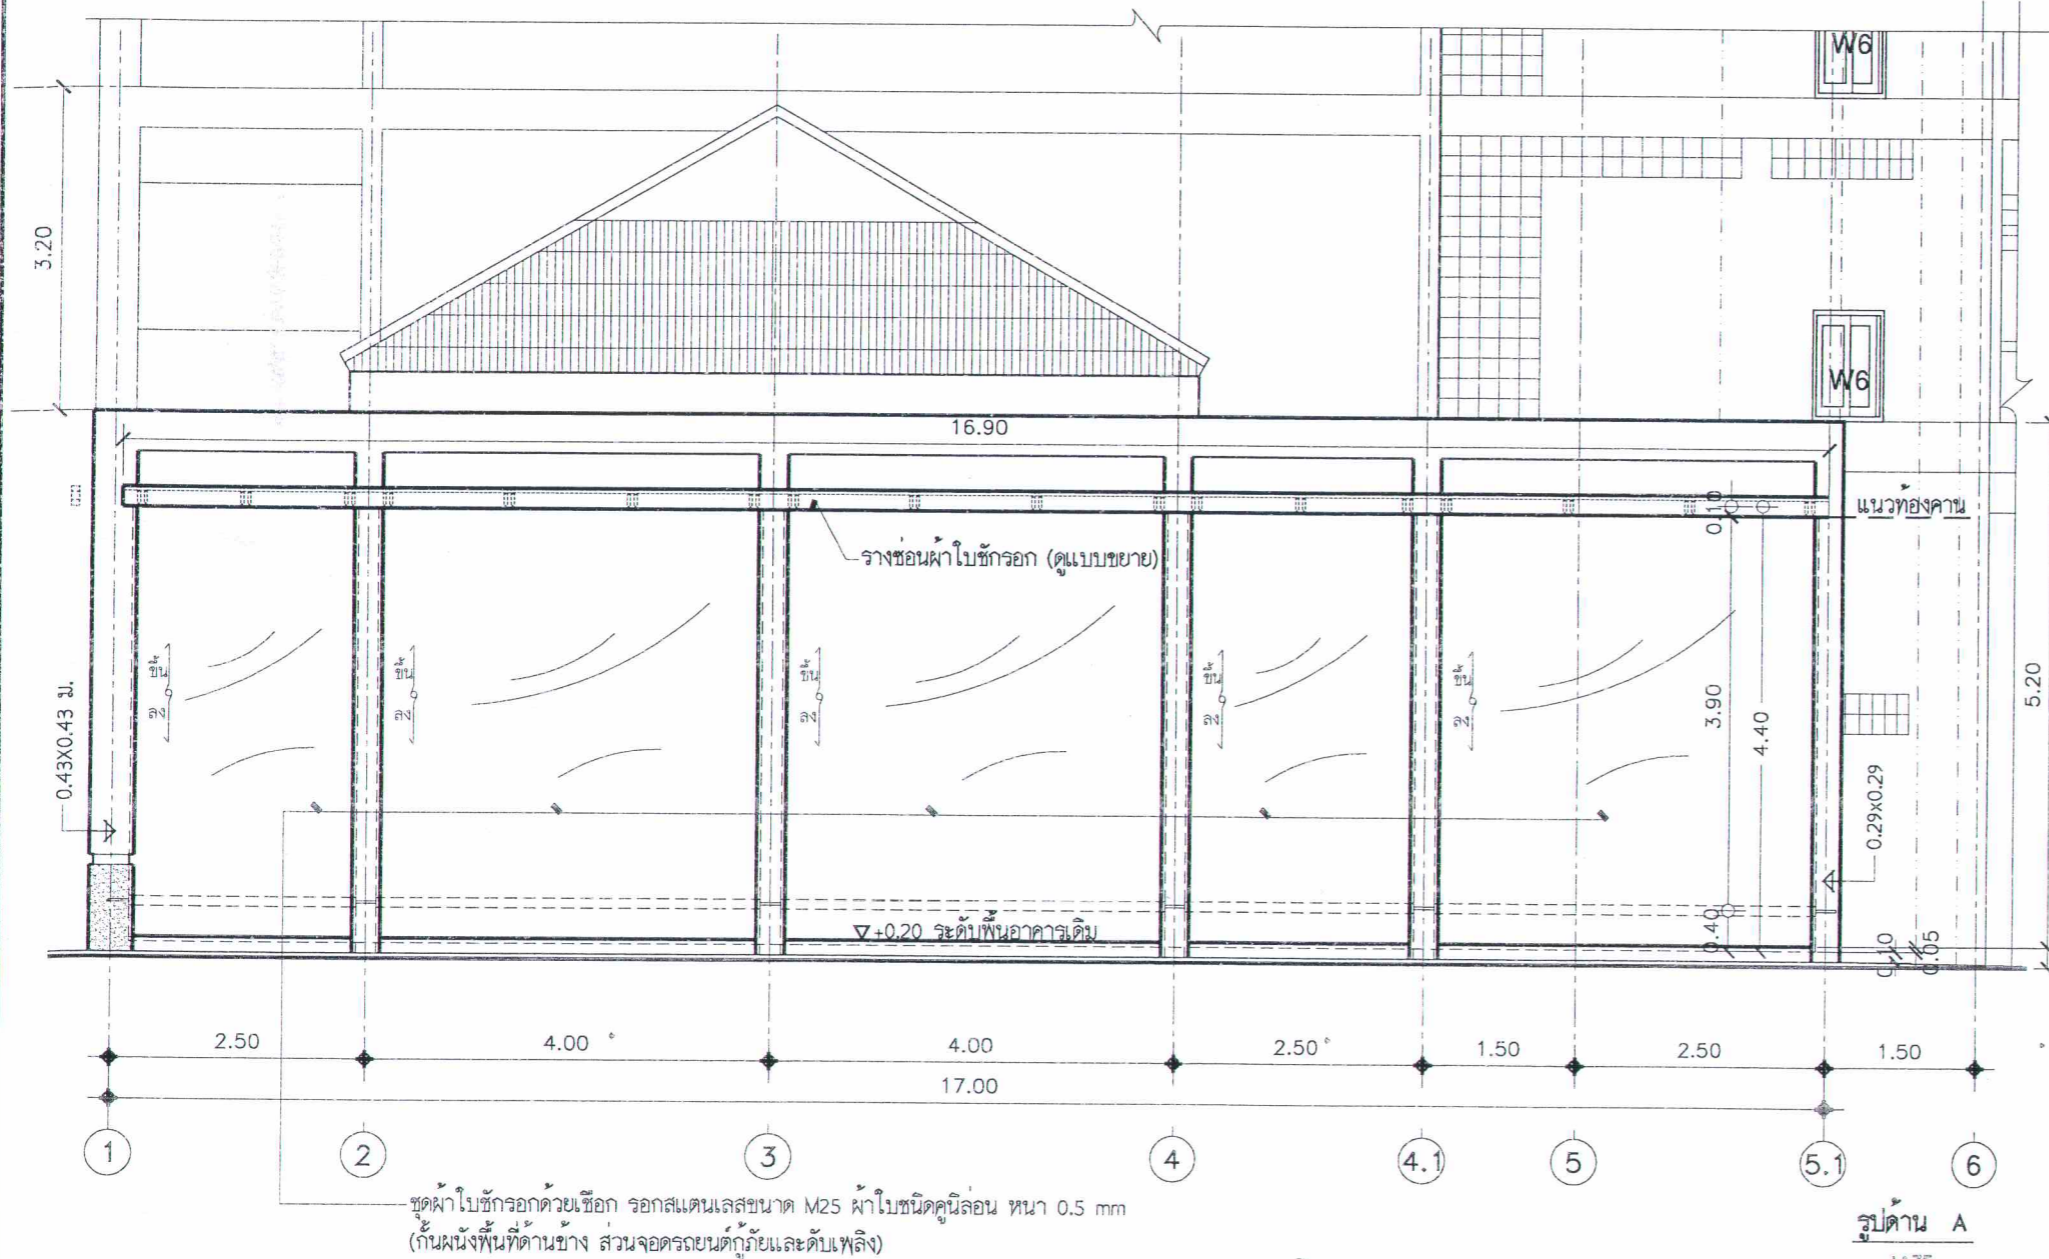 W6
3.20
W6
16.90
0.10
แนวท้องคาน
รางซ่อนผ้าใบชักรอก (ดูแบบขยาย)
ขึ้น
ขึ้น
ขึ้น
ขึ้น
ขึ้น
0.43X0.43 ม.
3.90
4.40
5.20
0.29x0.29
+0.20 ระดับพื้นอาคารเดิม
0.40
0.10
0.05
2.50
4.00
4.00
2.50
1.50
2.50
1.50
17.00
1
2
3
4
4.1
5
5.1
6
ชุดผ้าใบชักรอกด้วยเชือก รอกสแตนเลสขนาด M25 ผ้าใบชนิดคูนิล่อน หนา 0.5 mm
(กั้นผนังพื้นที่ด้านข้าง ส่วนจอดรถยนต์กู้ภัยและดับเพลิง)
รูปด้าน A